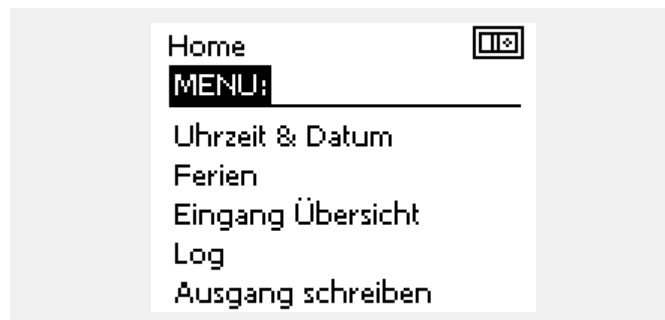 Home
MENU:
Uhrzeit & Datum
Ferien
Eingang Übersicht
Log
Ausgang schreiben